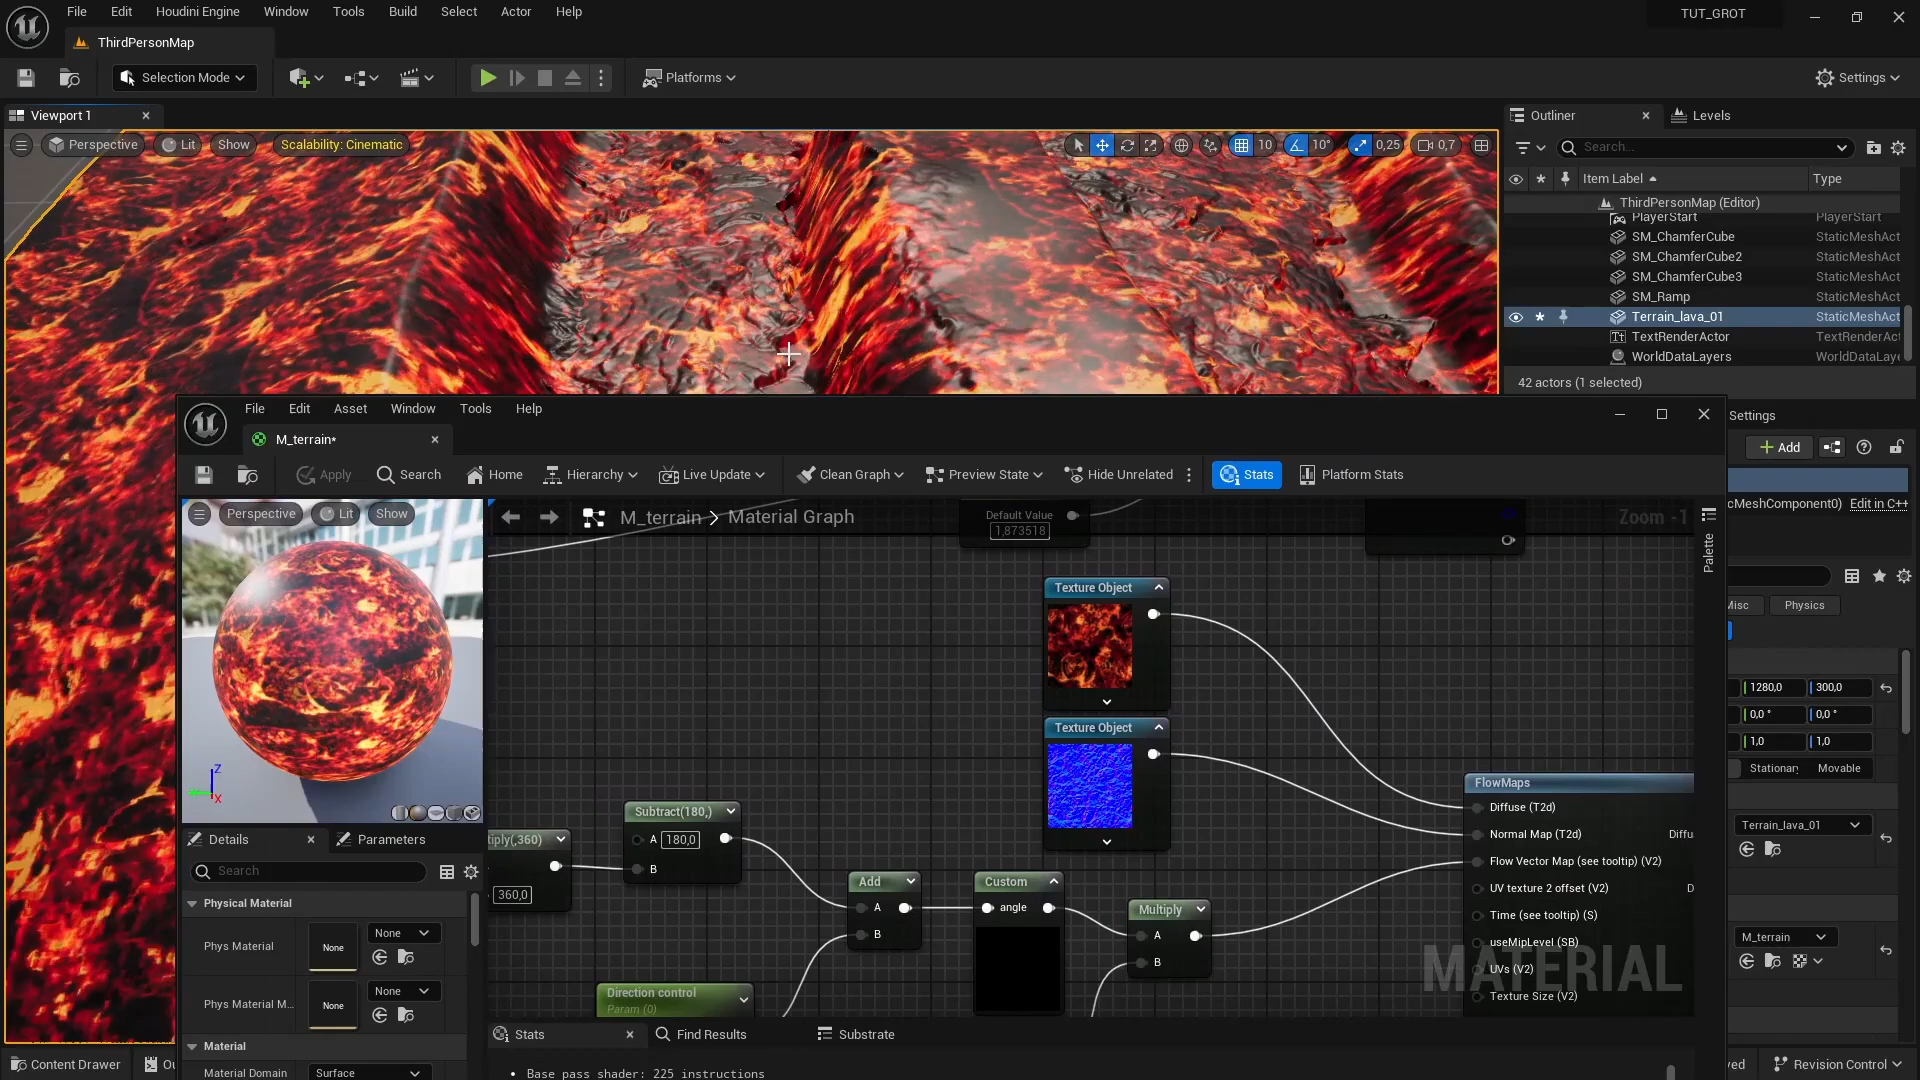 File Edit Houdini Engine Window Tools Build Select Actor Help
TUT_GROT
ThirdPersonMap
Selection Mode
Platforms
Settings
Viewport 1
Outliner
Levels
Perspective
Lit
Show
Scalability: Cinematic
10
10°
0,25
0,7
Search...
Item Label
Type
ThirdPersonMap (Editor)
PlayerStart PlayerStart
SM_ChamferCube StaticMeshAct
SM_ChamferCube2 StaticMeshAct
SM_ChamferCube3 StaticMeshAct
SM_Ramp StaticMeshAct
Terrain_lava_01 StaticMeshAct
TextRenderActor TextRenderAc
WorldDataLayers WorldDataLaye
42 actors (1 selected)
File Edit Asset Window Tools Help
Settings
M_terrain*
Add
Apply
Search
Home
Hierarchy
Live Update
Clean Graph
Preview State
Hide Unrelated
Stats
Platform Stats
cMeshComponent0) Edit in C++
Perspective
Lit
Show
M_terrain > Material Graph
Default Value
1,873518
Zoom -1
Palette
Texture Object
Misc
Physics
1280,0 300,0
0,0 ° 0,0 °
1,0 1,0
Stationary Movable
Texture Object
Z
X
FlowMaps
Diffuse (T2d)
Normal Map (T2d) Diffu
Flow Vector Map (see tooltip) (V2)
UV texture 2 offset (V2) D
Time (see tooltip) (S)
useMipLevel (SB)
UVs (V2)
Texture Size (V2)
MATERIAL
Terrain_lava_01
M_terrain
Subtract(180,)
A 180,0
B
tiply(,360)
360,0
Add
A
B
Custom
angle
Multiply
A
B
Direction control
Param (0)
Details
Parameters
Search
Physical Material
Phys Material
None
None
Phys Material M...
None
None
Material
Material Domain
Surface
Stats
Find Results
Substrate
Base pass shader: 225 instructions
Content Drawer
Ou
ved
Revision Control